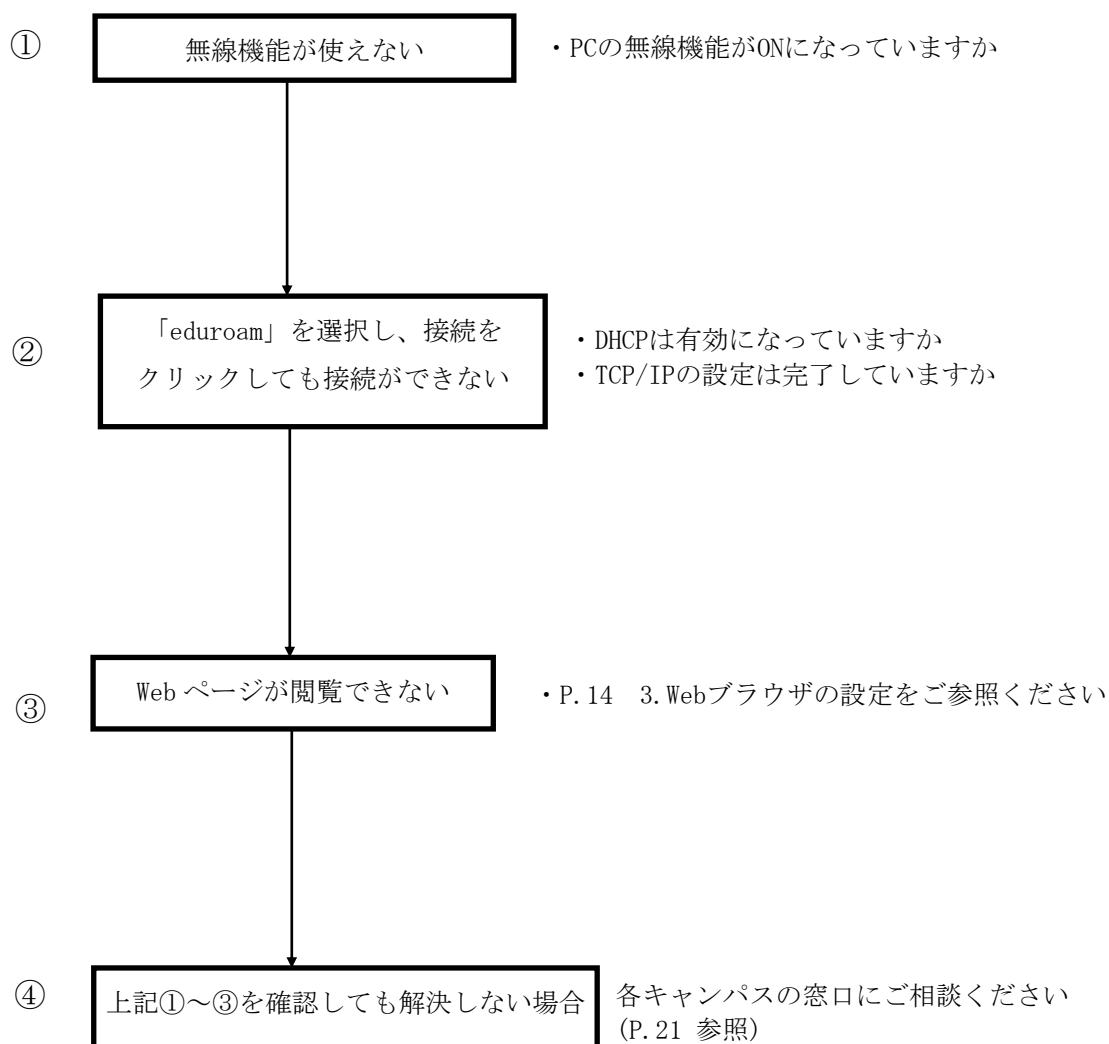 ①
無線機能が使えない
・PCの無線機能がONになっていますか
②
「eduroam」を選択し、接続を
クリックしても接続ができない
・DHCPは有効になっていますか
・TCP/IPの設定は完了していますか
③
Web ページが閲覧できない
・P.14　3.Webブラウザの設定をご参照ください
④
上記①～③を確認しても解決しない場合
各キャンパスの窓口にご相談ください
(P.21 参照)